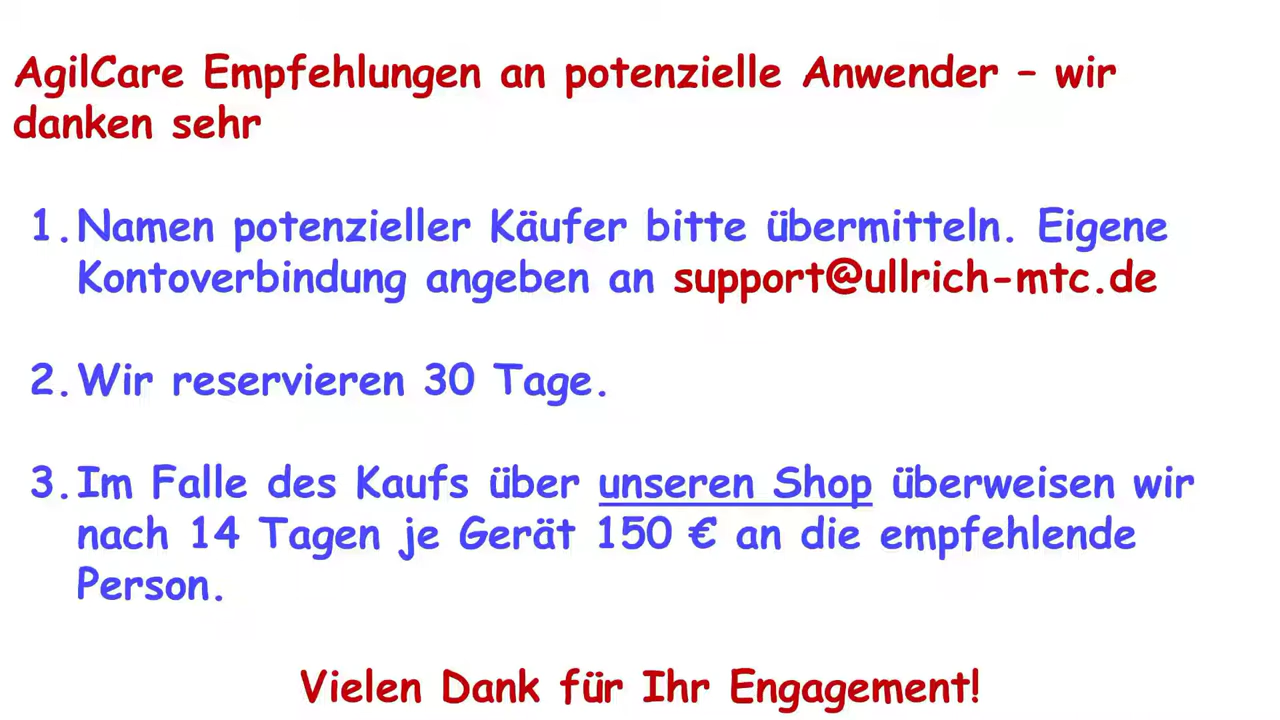 AgilCare Empfehlungen an potenzielle Anwender – wir
danken sehr
1. Namen potenzieller Käufer bitte übermitteln. Eigene
Kontoverbindung angeben an support@ullrich-mtc.de
2. Wir reservieren 30 Tage.
3. Im Falle des Kaufs über unseren Shop überweisen wir
nach 14 Tagen je Gerät 150 € an die empfehlende
Person.
Vielen Dank für Ihr Engagement!